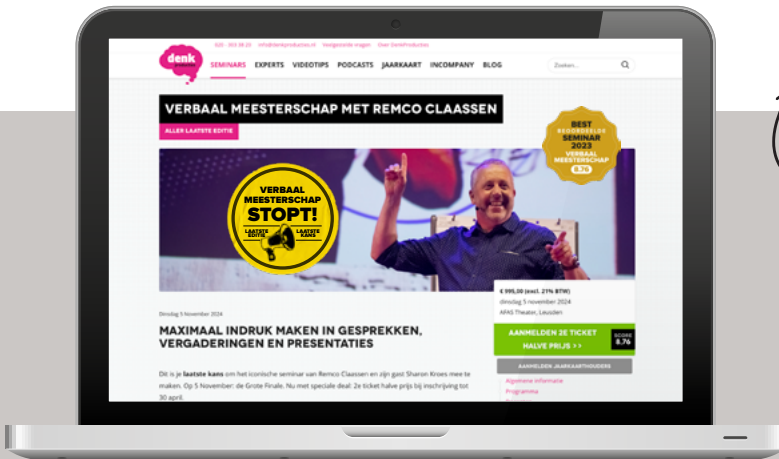 020 - 363 38 20 info@denkproducties.nl Veelgestelde vragen Over DenkProducties
denk
producties
SEMINARS EXPERTS VIDEOTIPS PODCASTS JAARKAART INCOMPANY BLOG
Zoeken...
VERBAAL MEESTERSCHAP MET REMCO CLAASSEN
ALLER LAATSTE EDITIE
BEST
BEOORDEELDE
SEMINAR
2023
VERBAAL
MEESTERSCHAP
8.76
VERBAAL
MEESTERSCHAP
STOPT!
LAATSTE
EDITIE
LAATSTE
KANS
€ 995,00 (excl. 21% BTW)
dinsdag 5 november 2024
AFAS Theater, Leusden
AANMELDEN 2E TICKET
HALVE PRIJS >>
SCORE
8.76
AANMELDEN JAARKAARTHOUDERS
Algemene informatie
Programma
Dinsdag 5 November 2024
MAXIMAAL INDRUK MAKEN IN GESPREKKEN,
VERGADERINGEN EN PRESENTATIES
Dit is je laatste kans om het iconische seminar van Remco Claassen en zijn gast Sharon Kroes mee te
maken. Op 5 November: de Grote Finale. Nu met speciale deal: 2e ticket halve prijs bij inschrijving tot
30 april.